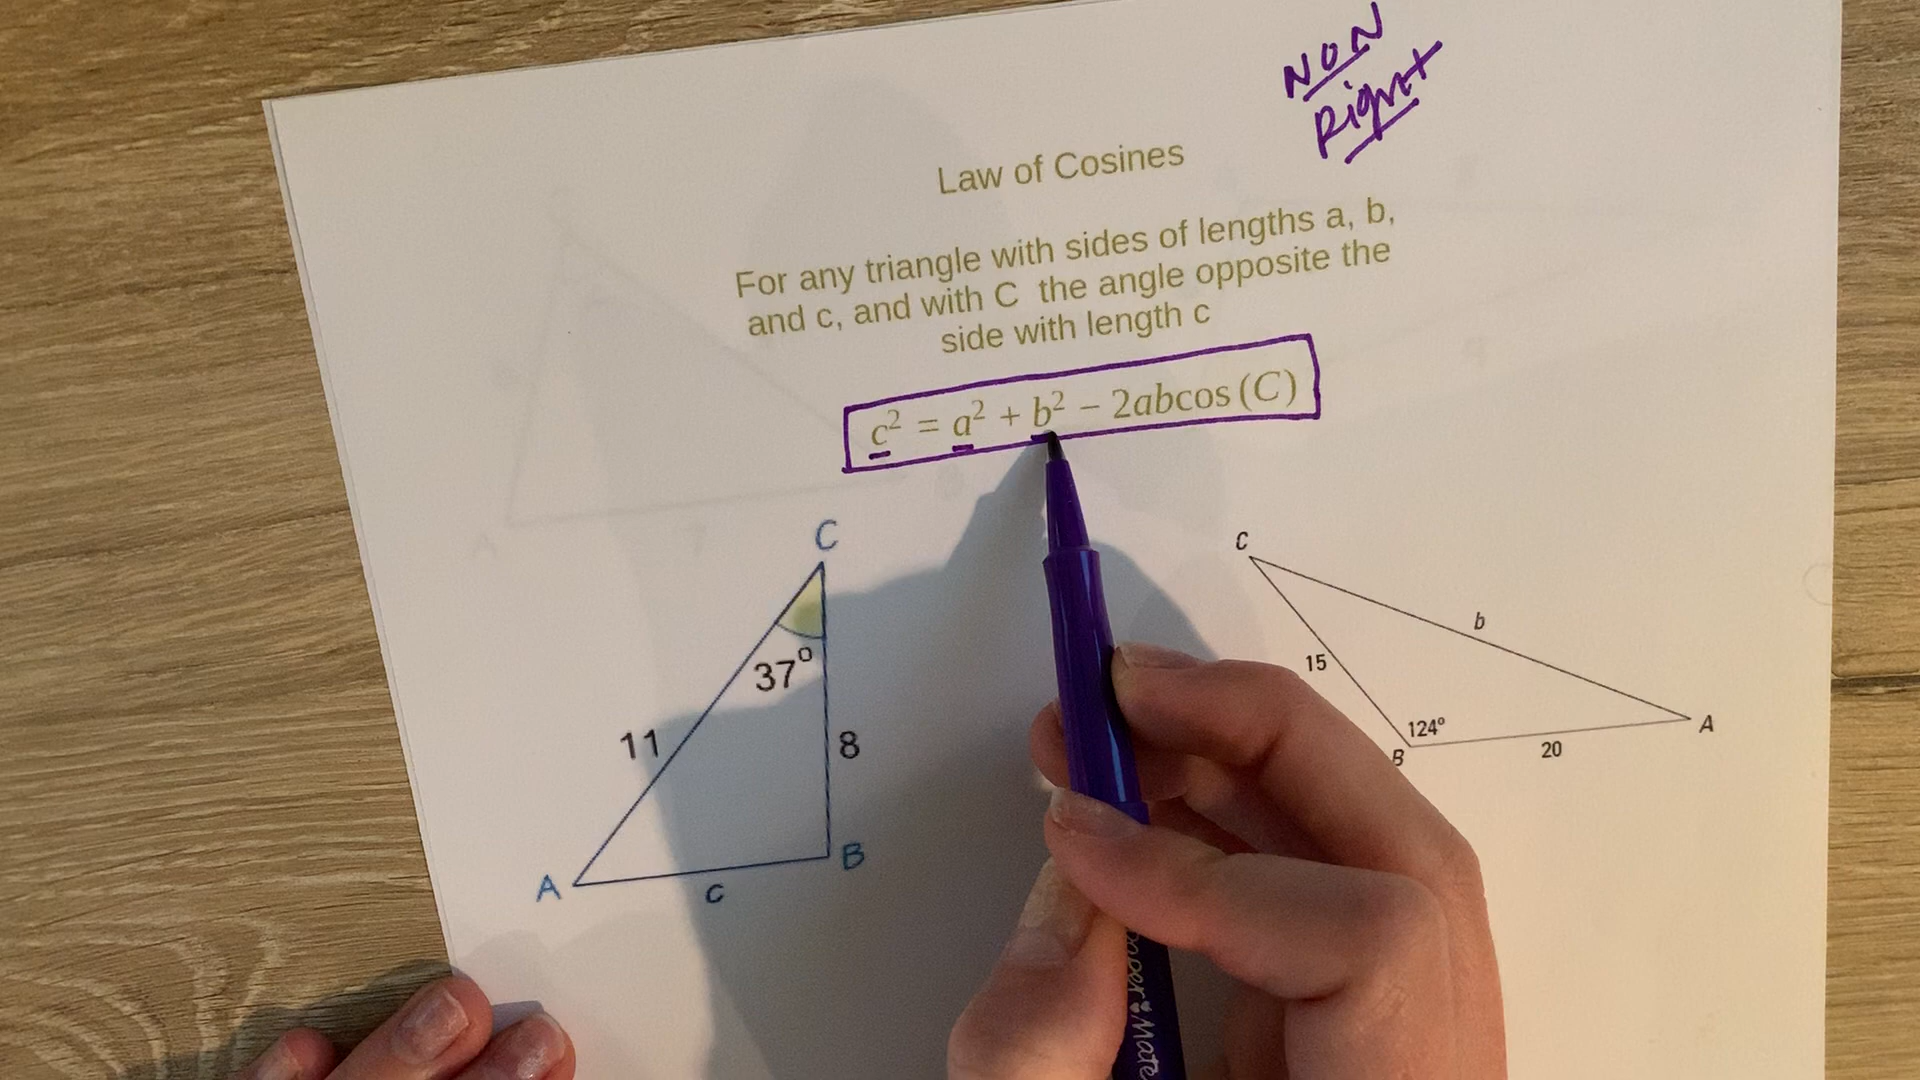 NON
Right
Law of Cosines
For any triangle with sides of lengths a, b,
and c, and with C the angle opposite the
side with length c
c² = a² + b² − 2abcos (C)
C
37°
11
8
A
B
c
C
b
15
124°
A
B
20
Mate